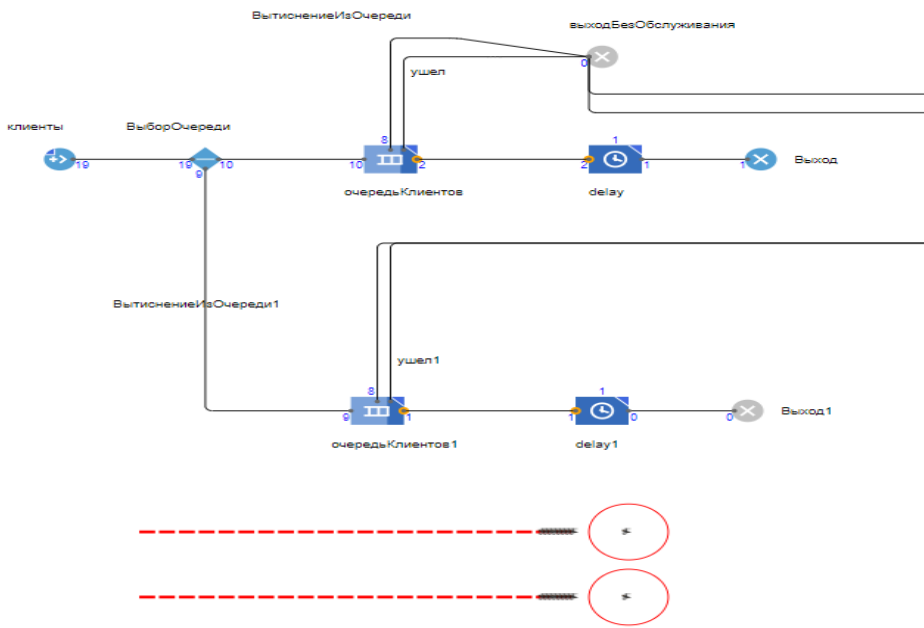 ВытиснениеИзОчереди
выходБезОбслуживания
0
ушел
клиенты
ВыборОчереди
8
1
19
19
10
10
2
2
1
1
Выход
9
очередьКлиентов
delay
ВытиснениеИзОчереди1
ушел1
8
1
9
1
1
0
0
Выход1
очередьКлиентов1
delay1